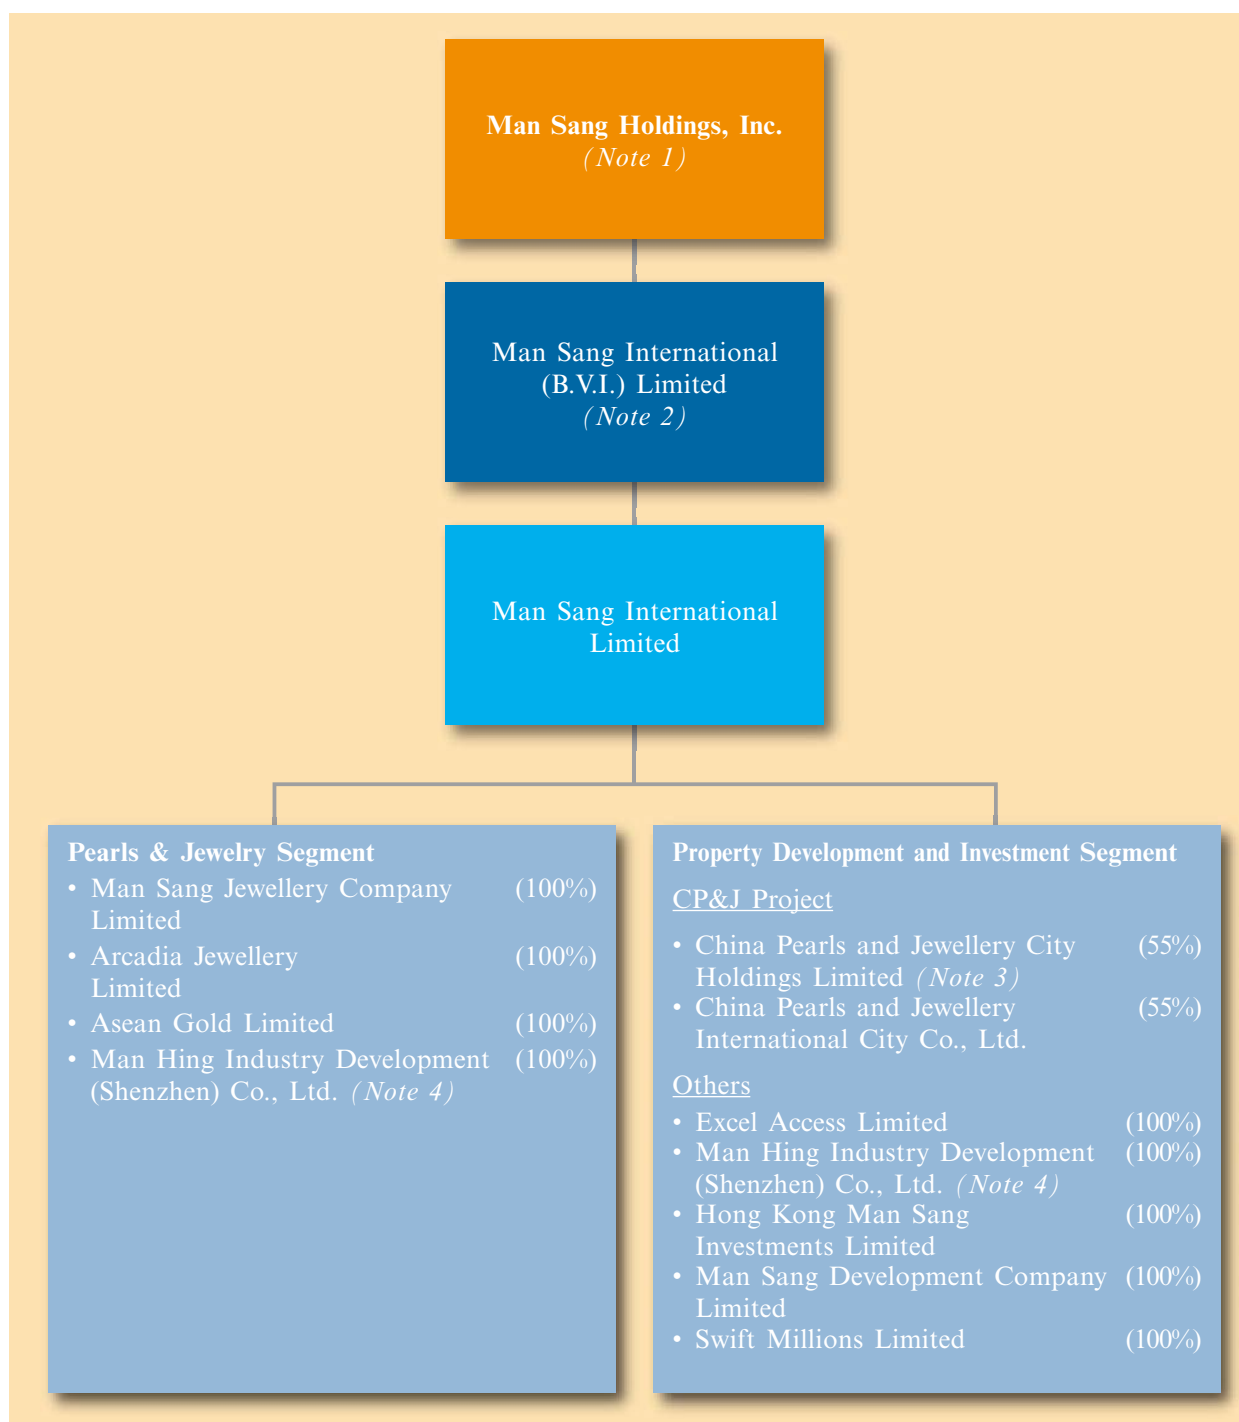 Man Sang Holdings, Inc.
(Note 1)
Man Sang International
(B.V.I.) Limited
(Note 2)
Man Sang International
Limited
Pearls & Jewelry Segment
• Man Sang Jewellery Company (100%)
Limited
• Arcadia Jewellery (100%)
Limited
• Asean Gold Limited (100%)
• Man Hing Industry Development (100%)
(Shenzhen) Co., Ltd. (Note 4)
Property Development and Investment Segment
CP&J Project
• China Pearls and Jewellery City (55%)
Holdings Limited (Note 3)
• China Pearls and Jewellery (55%)
International City Co., Ltd.
Others
• Excel Access Limited (100%)
• Man Hing Industry Development (100%)
(Shenzhen) Co., Ltd. (Note 4)
• Hong Kong Man Sang (100%)
Investments Limited
• Man Sang Development Company (100%)
Limited
• Swift Millions Limited (100%)